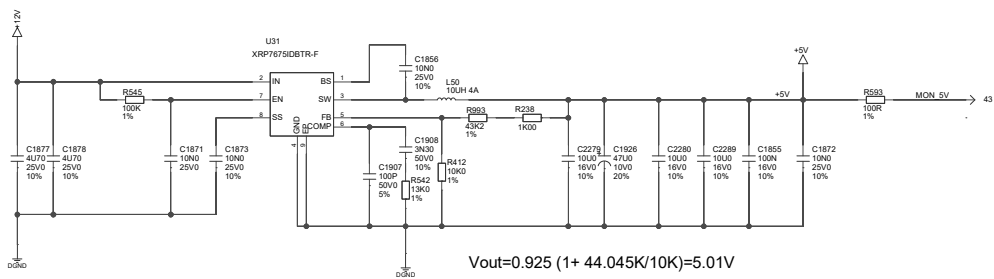 12V
+5V
U31
XRP7675IDBTR-F
C1856
10N0
25V0
10%
L50
10UH 4A
2 IN
BS 1
R545
100K
1%
7 EN
SW 3
+5V
R593
100R
1%
MON_5V
43
8 SS
FB 5
COMP 6
GND
EP
4
9
R993
43K2
1%
R238
1K00
C1877
4U70
25V0
10%
C1878
4U70
25V0
10%
C1871
10N0
25V0
C1873
10N0
25V0
10%
C1907
100P
50V0
5%
C1908
3N30
50V0
10%
R542
13K0
1%
R412
10K0
1%
C2279
10U0
16V0
10%
+
C1926
47U0
10V0
20%
C2280
10U0
16V0
10%
C2289
10U0
16V0
10%
C1855
100N
16V0
10%
C1872
10N0
25V0
10%
DGND
DGND
Vout=0.925 (1+ 44.045K/10K)=5.01V